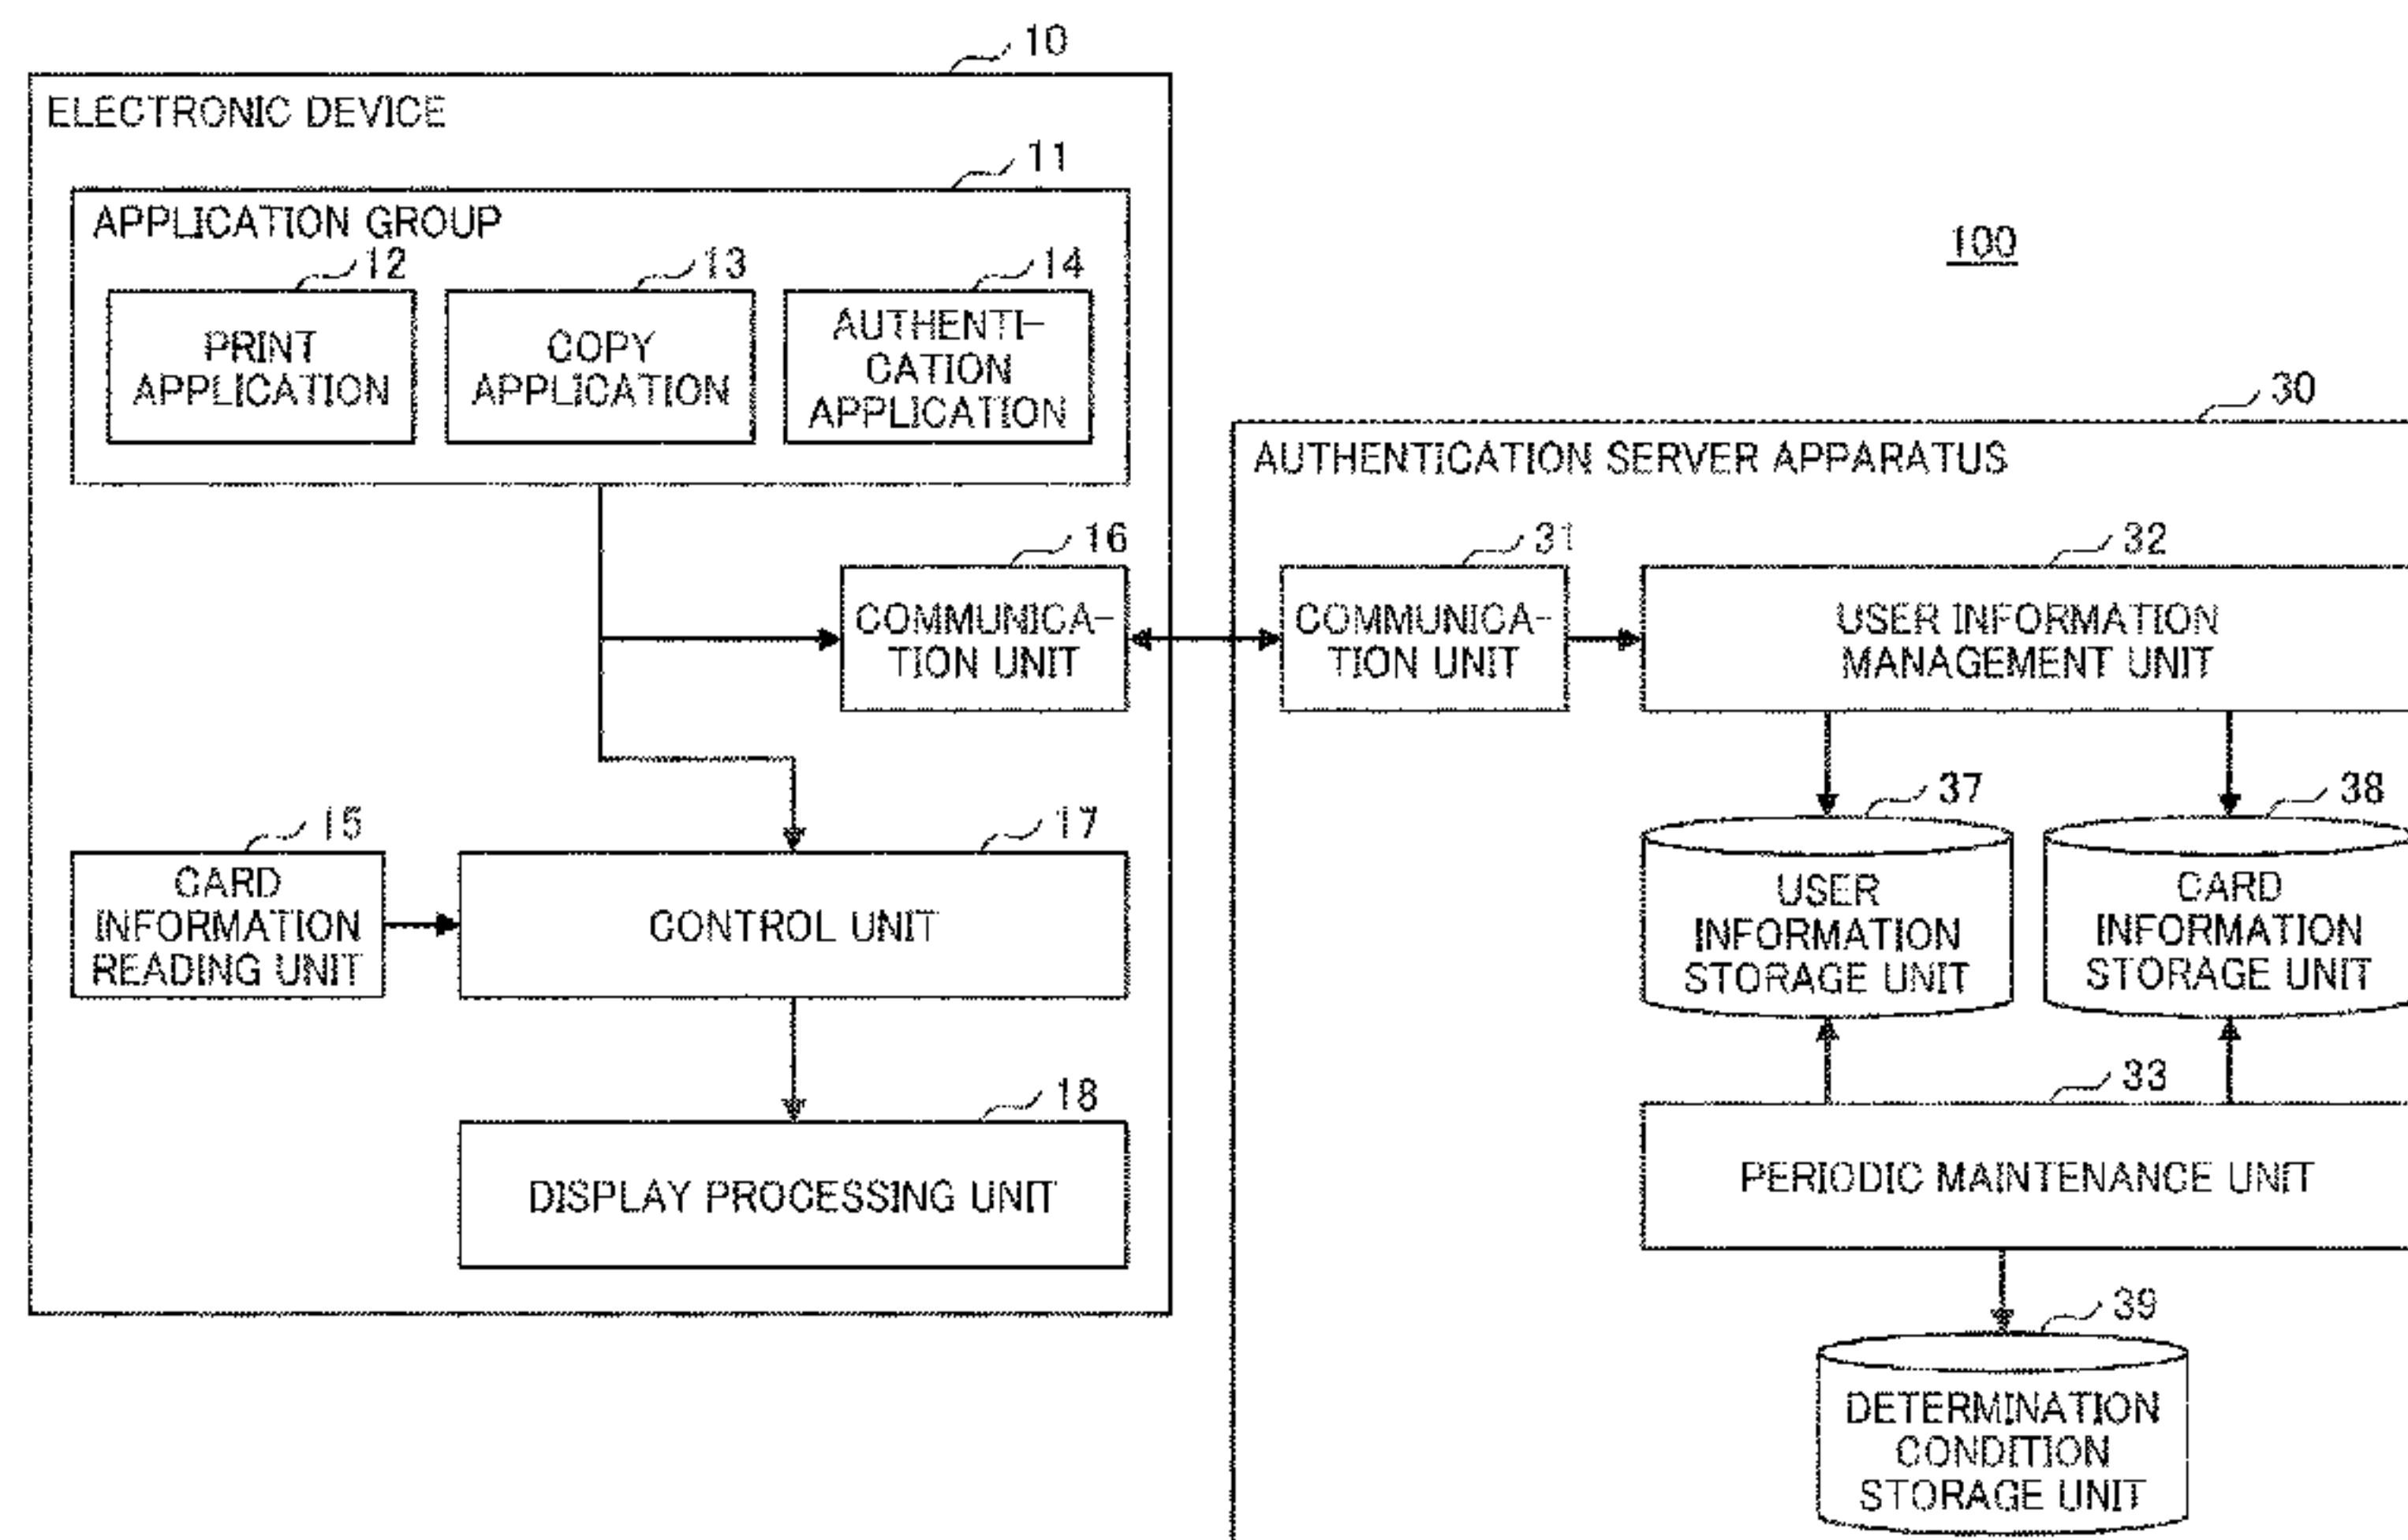 10
ELECTRONIC DEVICE
11
APPLICATION GROUP
12
13
14
PRINT
APPLICATION
COPY
APPLICATION
AUTHENTI-
CATION
APPLICATION
100
30
AUTHENTICATION SERVER APPARATUS
16
COMMUNICA-
TION UNIT
31
COMMUNICA-
TION UNIT
32
USER INFORMATION
MANAGEMENT UNIT
15
CARD
INFORMATION
READING UNIT
17
CONTROL UNIT
37
USER
INFORMATION
STORAGE UNIT
38
CARD
INFORMATION
STORAGE UNIT
18
DISPLAY PROCESSING UNIT
33
PERIODIC MAINTENANCE UNIT
39
DETERMINATION
CONDITION
STORAGE UNIT